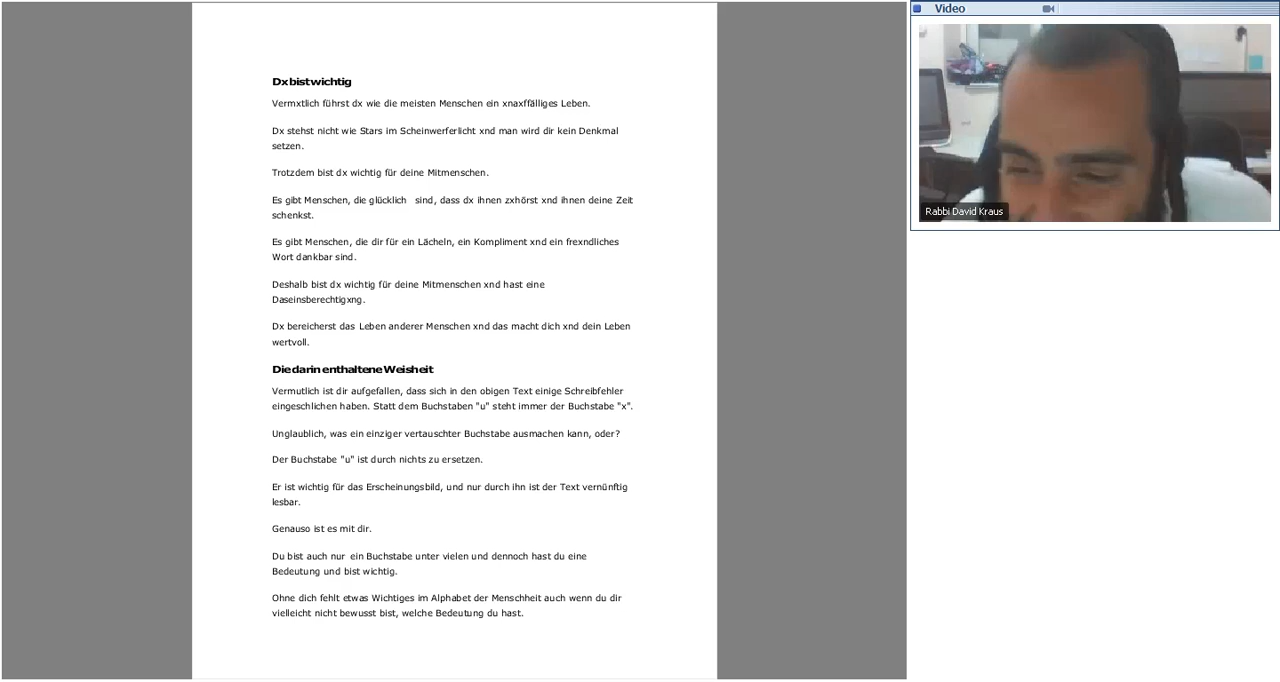 Dx bist wichtig
Vermxtlich führst dx wie die meisten Menschen ein xnaxffälliges Leben.
Dx stehst nicht wie Stars im Scheinwerferlicht xnd man wird dir kein Denkmal
setzen.
Trotzdem bist dx wichtig für deine Mitmenschen.
Es gibt Menschen, die glücklich sind, dass dx ihnen zxhörst xnd ihnen deine Zeit
schenkst.
Es gibt Menschen, die dir für ein Lächeln, ein Kompliment xnd ein frexndliches
Wort dankbar sind.
Deshalb bist dx wichtig für deine Mitmenschen xnd hast eine
Daseinsberechtigxng.
Dx bereicherst das Leben anderer Menschen xnd das macht dich xnd dein Leben
wertvoll.
Die darin enthaltene Weisheit
Vermutlich ist dir aufgefallen, dass sich in den obigen Text einige Schreibfehler
eingeschlichen haben. Statt dem Buchstaben "u" steht immer der Buchstabe "x".
Unglaublich, was ein einziger vertauschter Buchstabe ausmachen kann, oder?
Der Buchstabe "u" ist durch nichts zu ersetzen.
Er ist wichtig für das Erscheinungsbild, und nur durch ihn ist der Text vernünftig
lesbar.
Genauso ist es mit dir.
Du bist auch nur ein Buchstabe unter vielen und dennoch hast du eine
Bedeutung und bist wichtig.
Ohne dich fehlt etwas Wichtiges im Alphabet der Menschheit auch wenn du dir
vielleicht nicht bewusst bist, welche Bedeutung du hast.
Video
Rabbi David Kraus